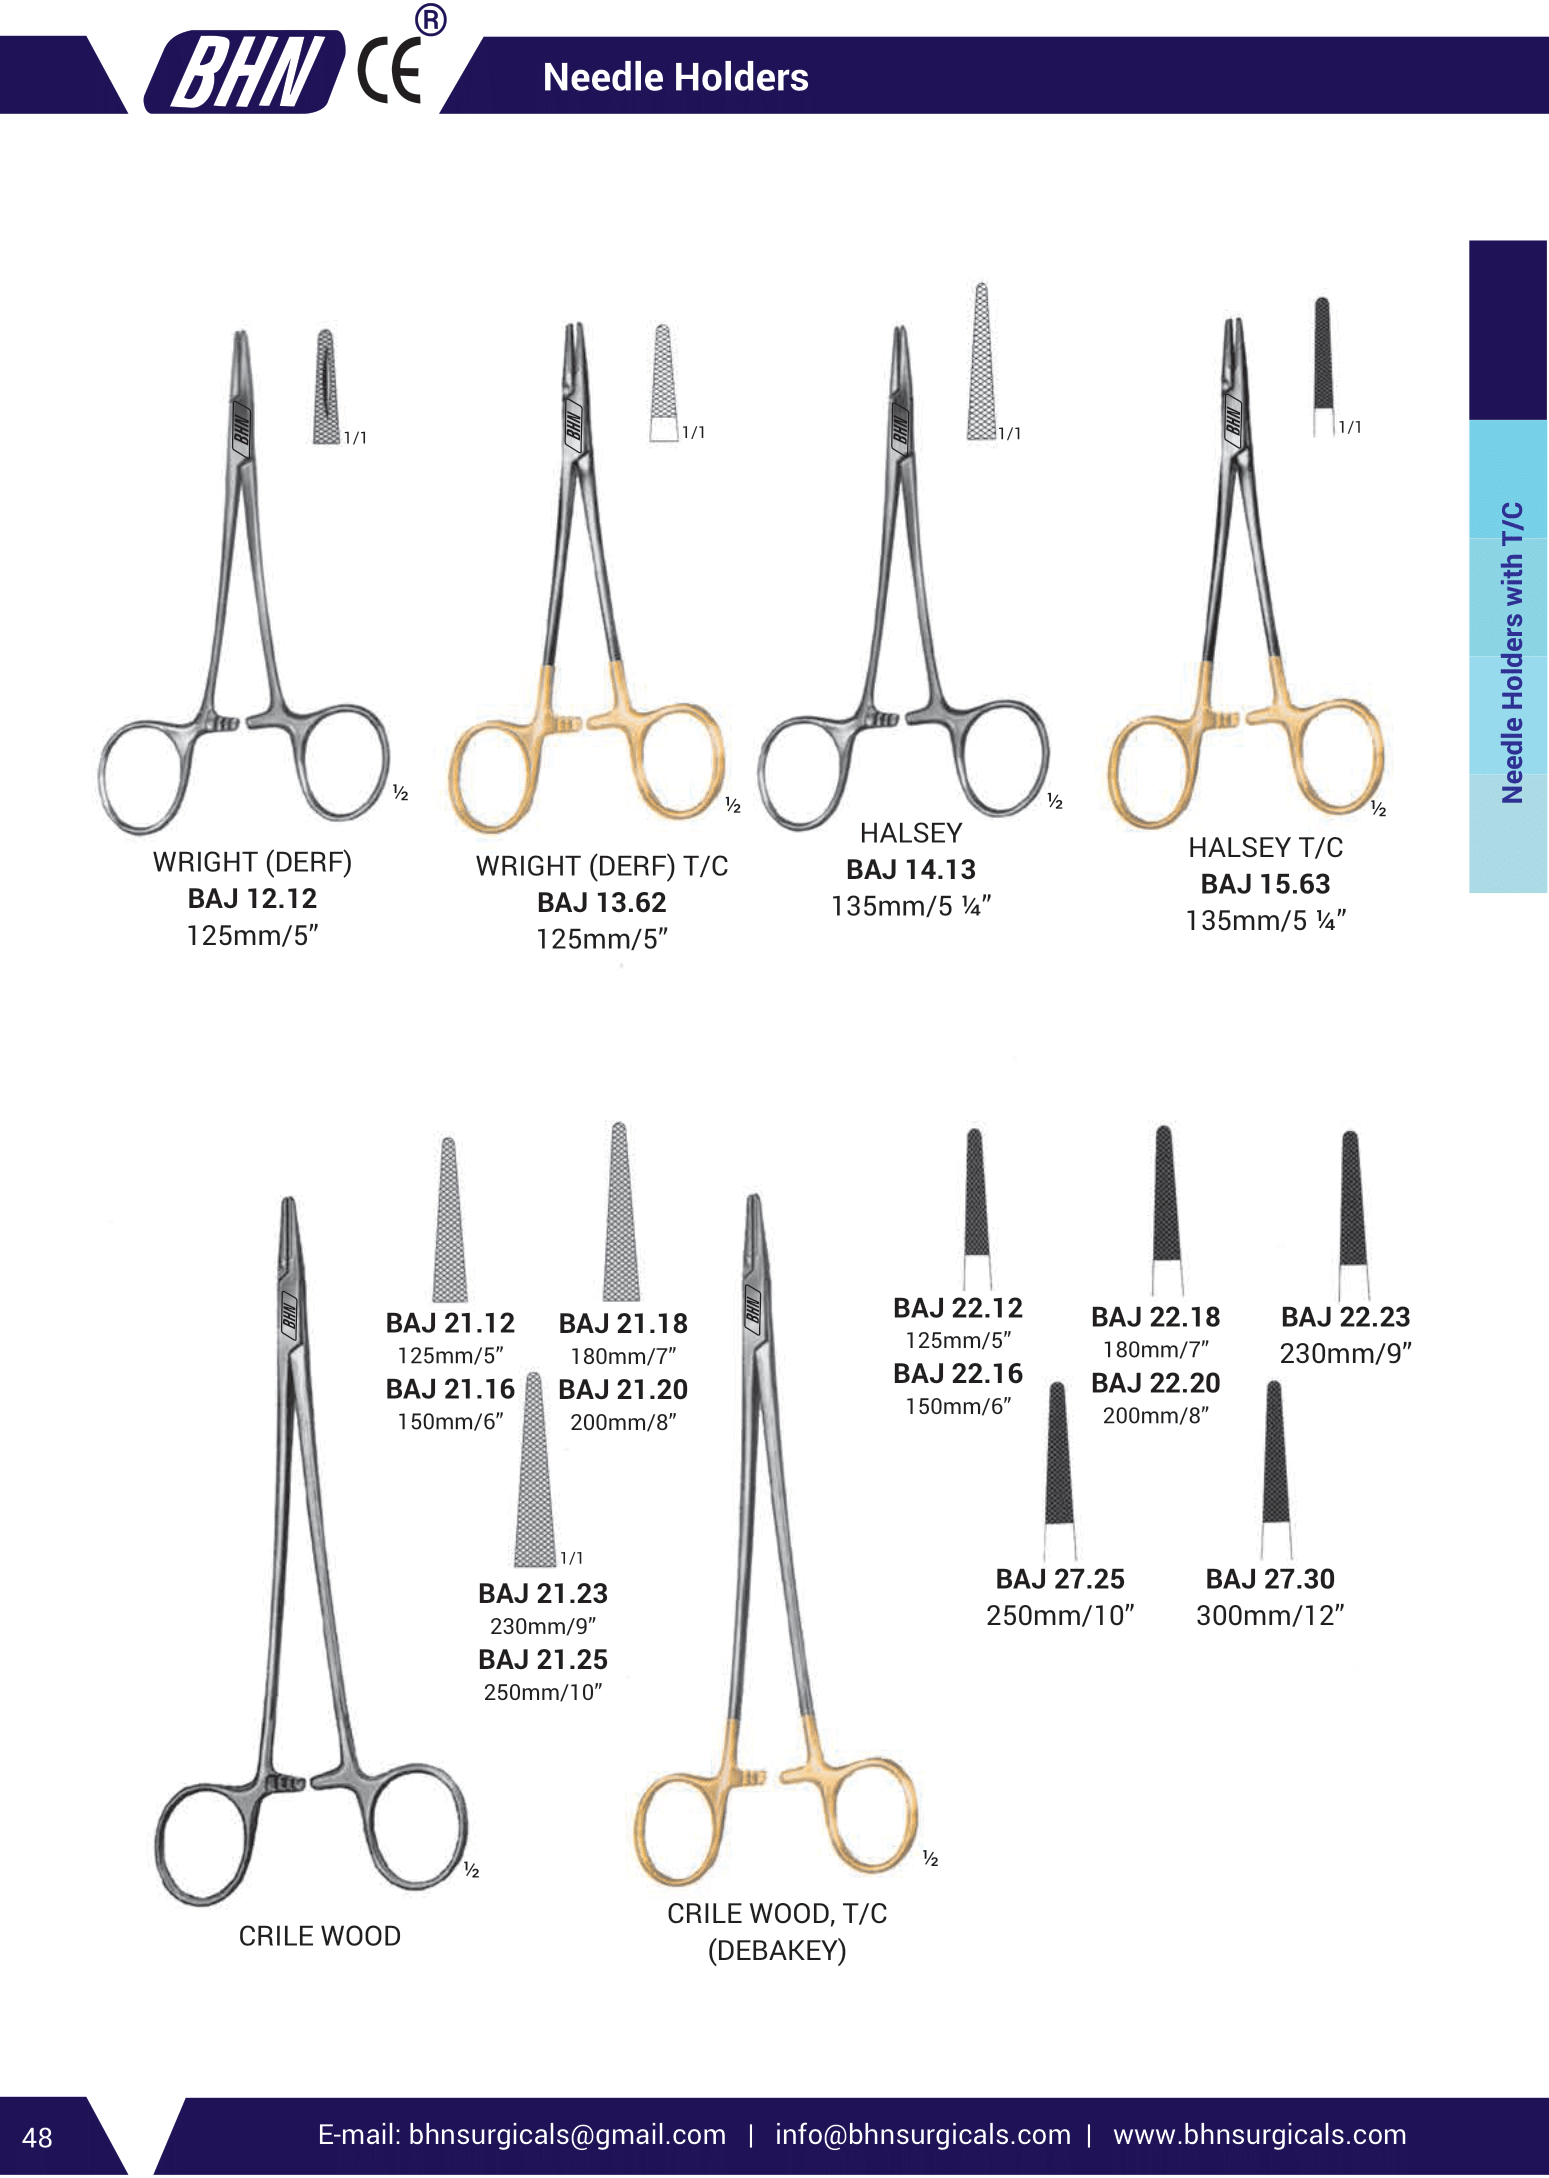 BHN CE ®
Needle Holders
Needle Holders with T/C
BHN
1/1
½
WRIGHT (DERF)
BAJ 12.12
125mm/5”
BHN
1/1
½
WRIGHT (DERF) T/C
BAJ 13.62
125mm/5”
BHN
1/1
½
HALSEY
BAJ 14.13
135mm/5 ¼”
BHN
1/1
½
HALSEY T/C
BAJ 15.63
135mm/5 ¼”
BHN
BAJ 21.12
125mm/5”
BAJ 21.16
150mm/6”
BAJ 21.18
180mm/7”
BAJ 21.20
200mm/8”
1/1
BAJ 21.23
230mm/9”
BAJ 21.25
250mm/10”
½
CRILE WOOD
BHN
BAJ 22.12
125mm/5”
BAJ 22.16
150mm/6”
BAJ 22.18
180mm/7”
BAJ 22.20
200mm/8”
BAJ 22.23
230mm/9”
BAJ 27.25
250mm/10”
BAJ 27.30
300mm/12”
½
CRILE WOOD, T/C
(DEBAKEY)
48
E-mail: bhnsurgicals@gmail.com | info@bhnsurgicals.com | www.bhnsurgicals.com